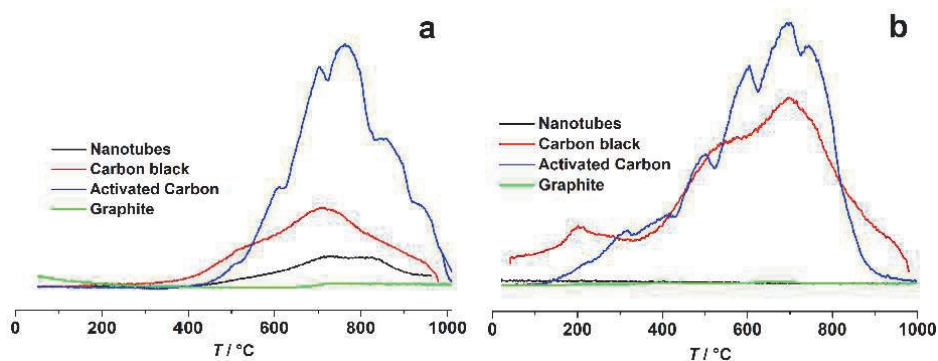 a
Nanotubes
Carbon black
Activated Carbon
Graphite
0 200 400 600 800 1000
T / °C
b
Nanotubes
Carbon black
Activated Carbon
Graphite
0 200 400 600 800 1000
T / °C